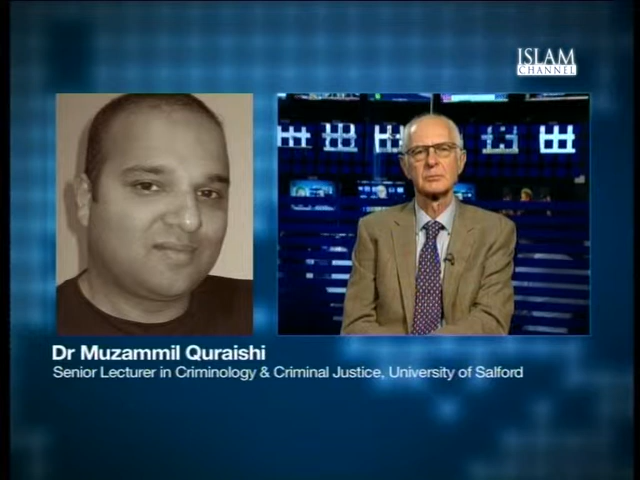 ISLAM
CHANNEL
Dr Muzammil Quraishi
Senior Lecturer in Criminology & Criminal Justice, University of Salford